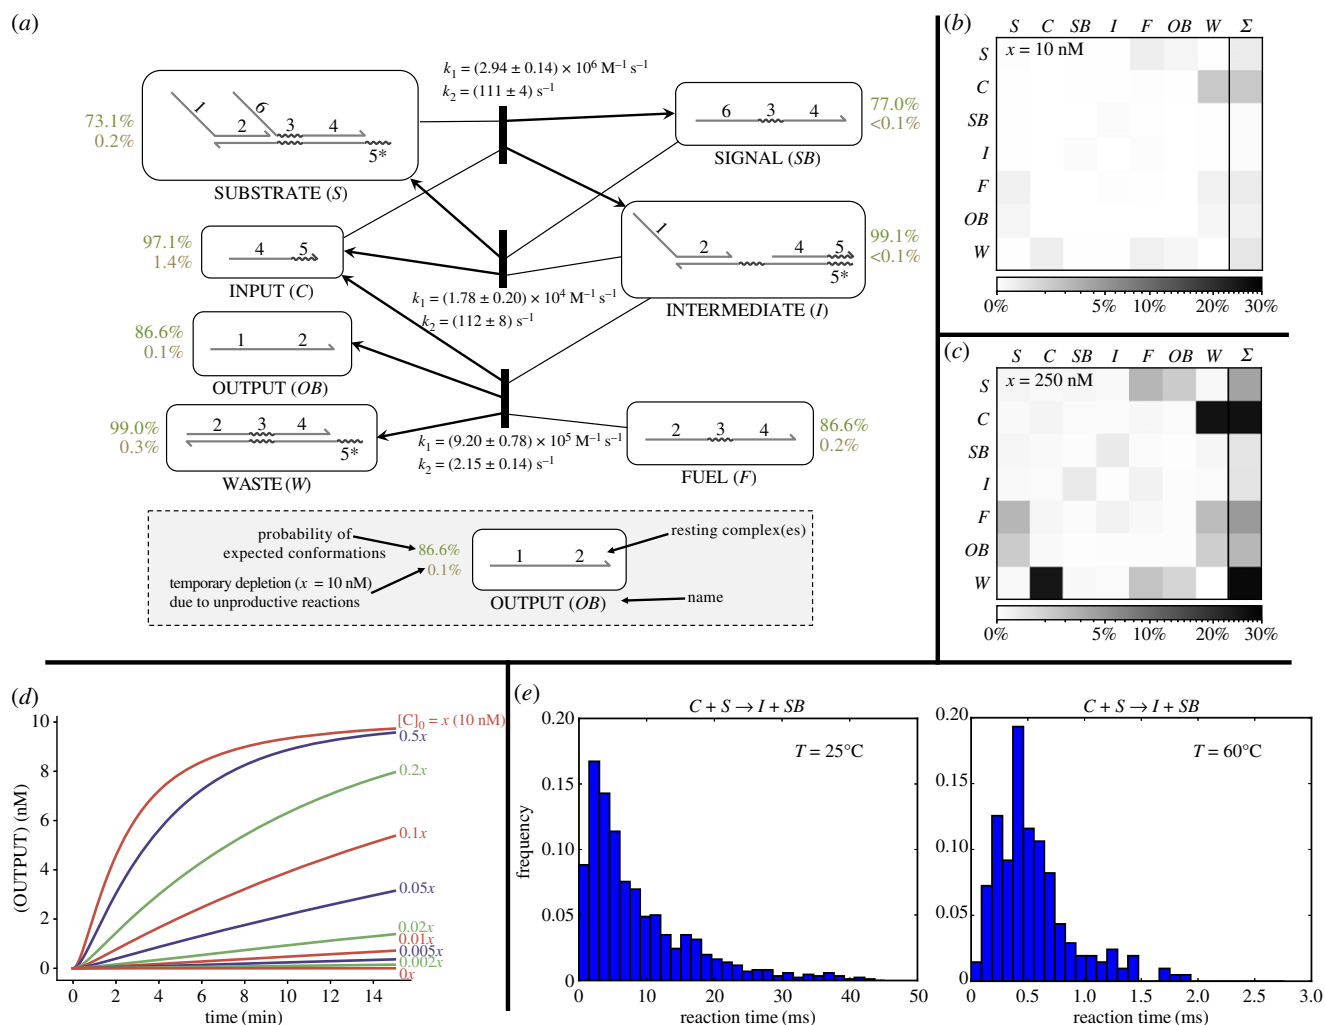 (a)
k1 = (2.94 ± 0.14) × 10⁶ M⁻¹ s⁻¹
k2 = (111 ± 4) s⁻¹
73.1%
0.2%
1
6
2
3
4
5*
SUBSTRATE (S)
6 3 4
SIGNAL (SB)
77.0%
<0.1%
97.1%
1.4%
4 5
INPUT (C)
1
2
4
5
5*
INTERMEDIATE (I)
99.1%
<0.1%
k1 = (1.78 ± 0.20) × 10⁴ M⁻¹ s⁻¹
k2 = (112 ± 8) s⁻¹
86.6%
0.1%
1 2
OUTPUT (OB)
99.0%
0.3%
2 3 4
5*
WASTE (W)
k1 = (9.20 ± 0.78) × 10⁵ M⁻¹ s⁻¹
k2 = (2.15 ± 0.14) s⁻¹
2 3 4
FUEL (F)
86.6%
0.2%
probability of
expected conformations
86.6%
0.1%
temporary depletion (x = 10 nM)
due to unproductive reactions
1 2
OUTPUT (OB)
resting complex(es)
name
(b)
S C SB I F OB W Σ
x = 10 nM
S
C
SB
I
F
OB
W
0% 5% 10% 20% 30%
(c)
S C SB I F OB W Σ
x = 250 nM
S
C
SB
I
F
OB
W
0% 5% 10% 20% 30%
(d)
(OUTPUT) (nM)
10
8
6
4
2
0
[C]0 = x (10 nM)
0.5x
0.2x
0.1x
0.05x
0.02x
0.01x
0.005x
0.002x
0x
0 2 4 6 8 10 12 14
time (min)
(e)
C + S → I + SB
T = 25°C
frequency
0.20
0.15
0.10
0.05
0
0 10 20 30 40 50
reaction time (ms)
C + S → I + SB
T = 60°C
0.20
0.15
0.10
0.05
0.0 0.5 1.0 1.5 2.0 3.0
reaction time (ms)